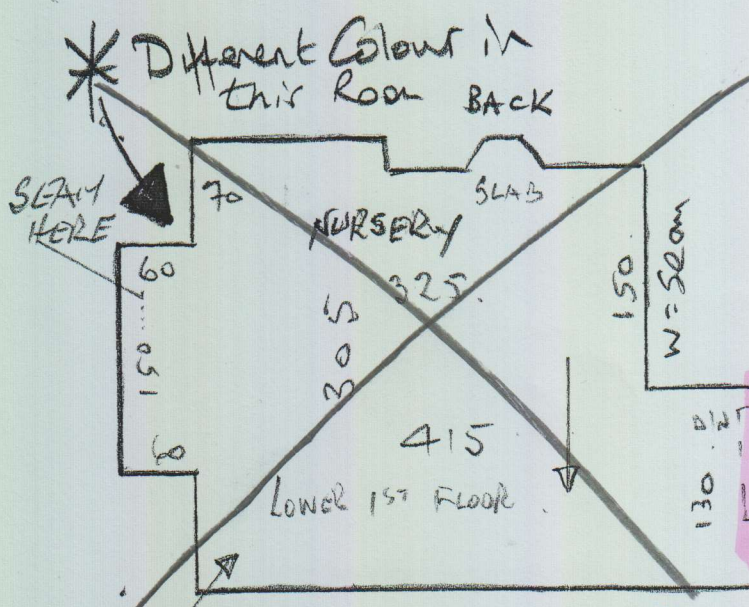 Different Colour in
this Room
BACK
SEAM
HERE
70
SLAB
NURSERY
60
325.
150
W = Seam
305
150
415
60
LOWER 1ST FLOOR.
130